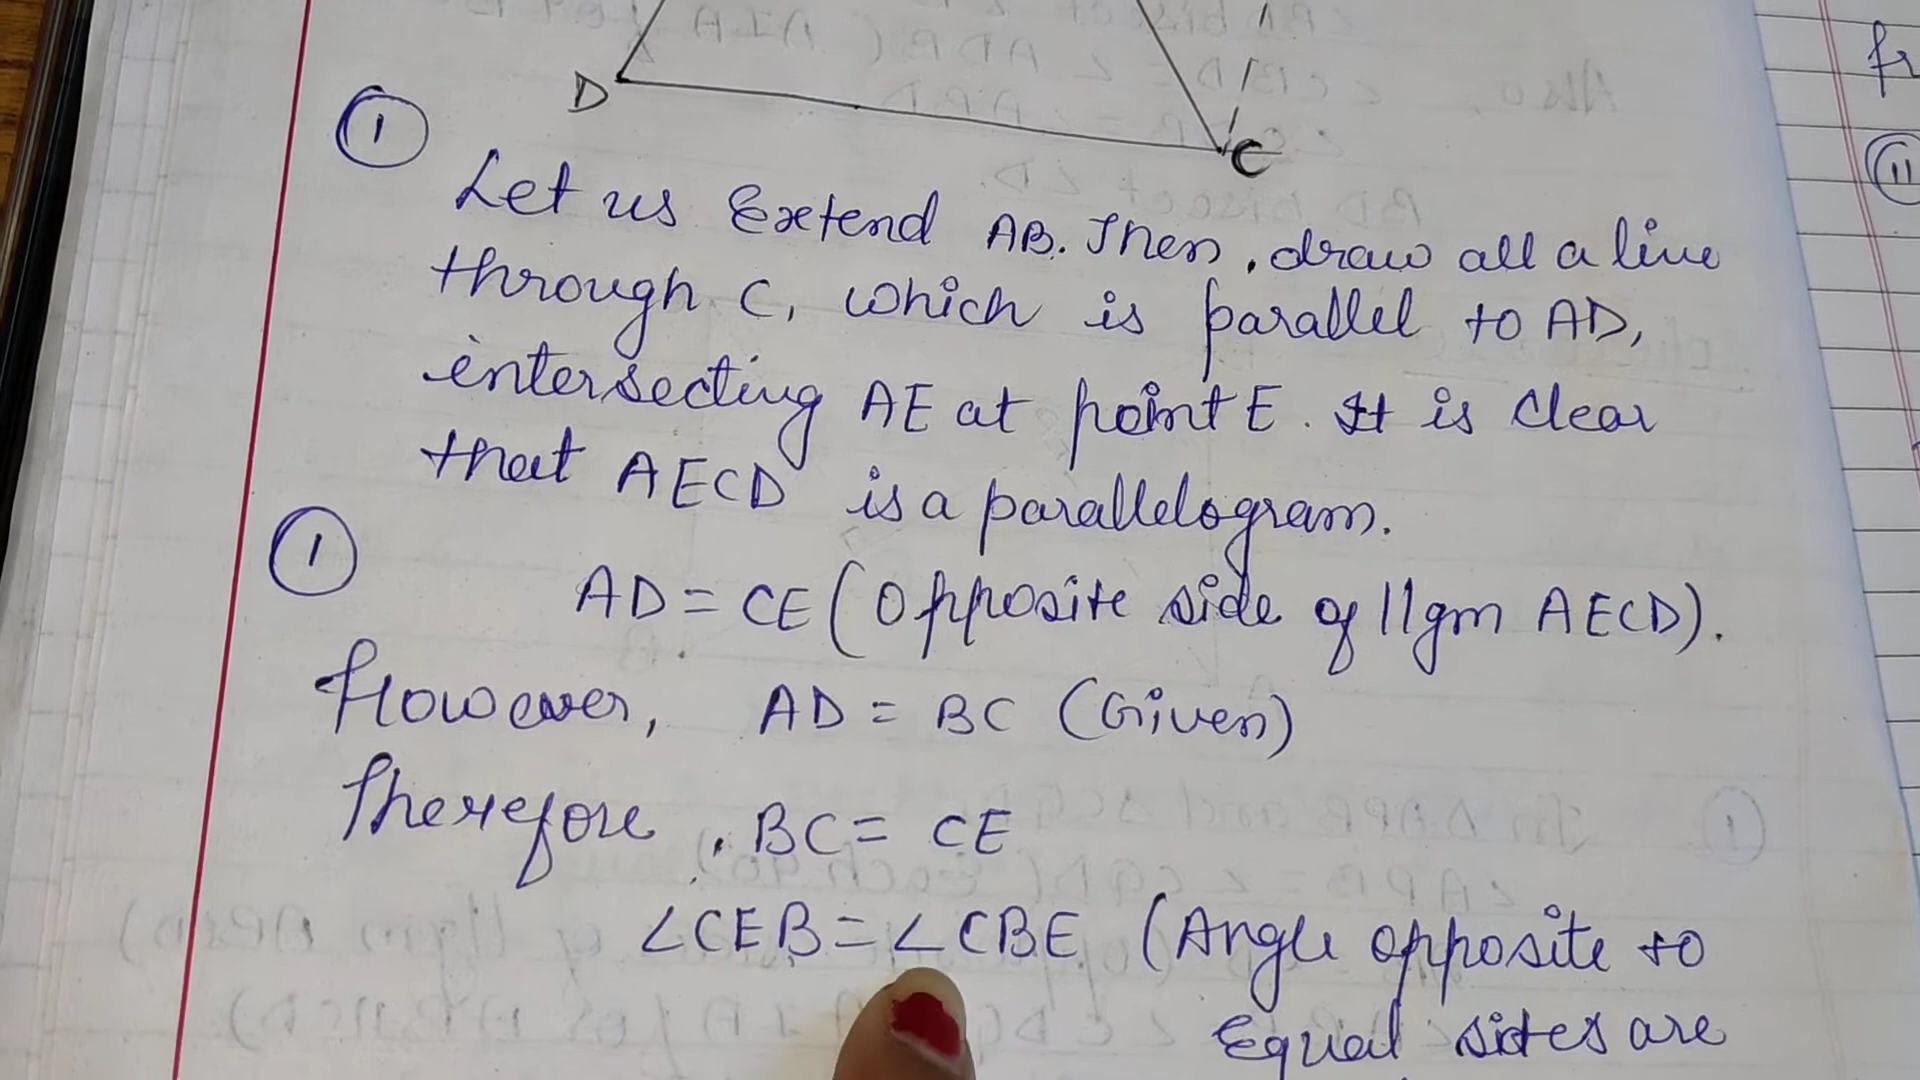 D
C
①
Let us Extend AB. Then, draw all a line
through C, which is parallel to AD,
intersecting AE at point E. It is clear
that AECD is a parallelogram.
①
AD = CE (Opposite side of ||gm AECD).
However, AD = BC (Given)
Therefore, BC = CE
∠CEB = ∠CBE (Angle opposite to
Equal sides are
fr
⑪